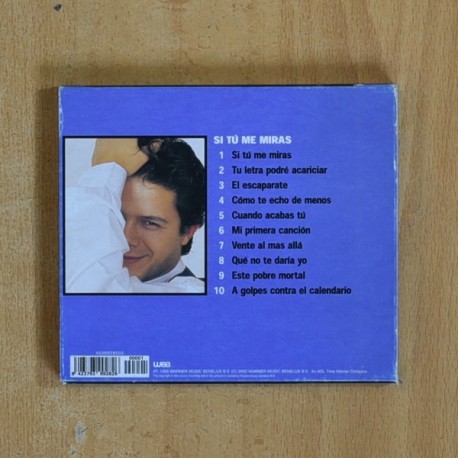 SI TÚ ME MIRAS
1 Si tú me miras
2 Tu letra podré acariciar
3 El escaparate
4 Cómo te echo de menos
5 Cuando acabas tú
6 Mi primera canción
7 Vente al mas allá
8 Qué no te daría yo
9 Este pobre mortal
10 A golpes contra el calendario
wea